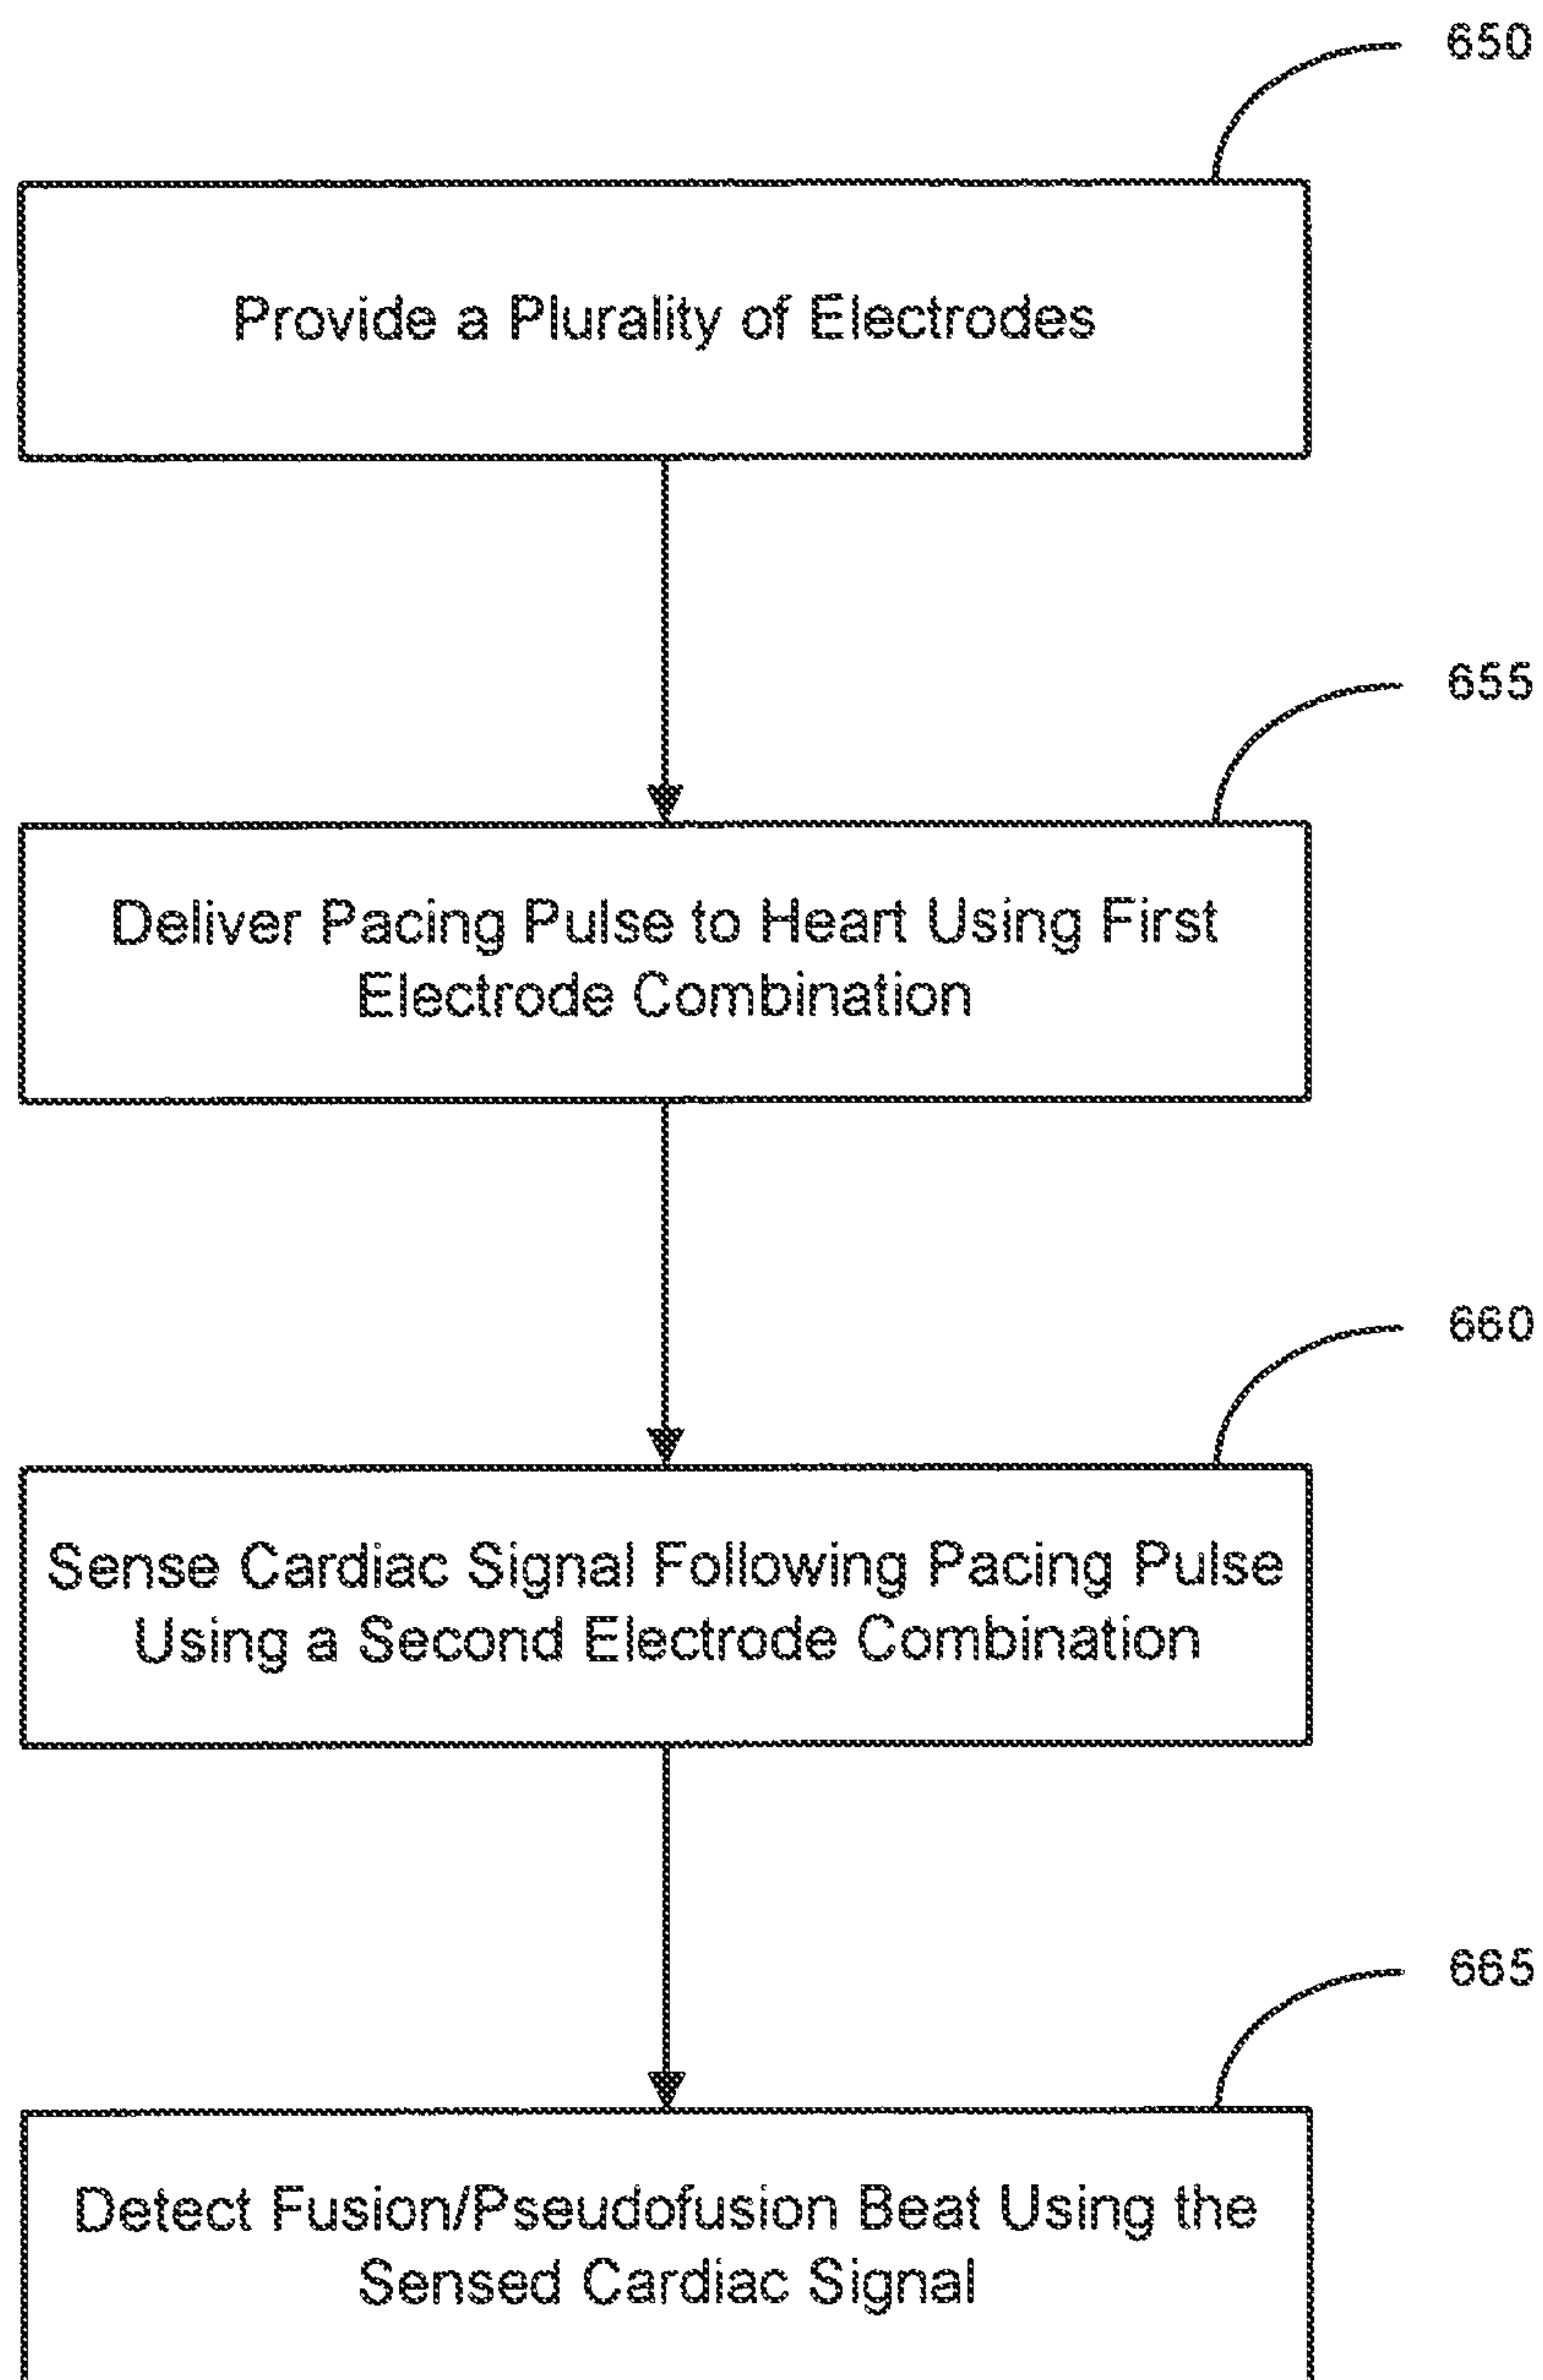 650
Provide a Plurality of Electrodes
655
Deliver Pacing Pulse to Heart Using First
Electrode Combination
660
Sense Cardiac Signal Following Pacing Pulse
Using a Second Electrode Combination
665
Detect Fusion/Pseudofusion Beat Using the
Sensed Cardiac Signal